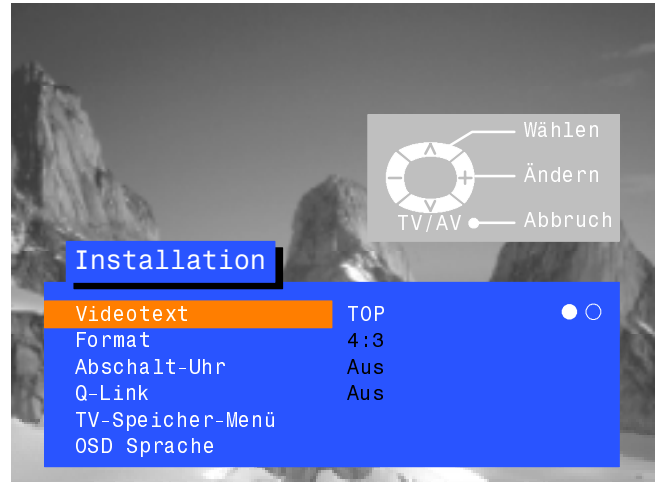 Wählen
Ändern
TV/AV Abbruch
Installation
Videotext TOP
Format 4:3
Abschalt-Uhr Aus
Q-Link Aus
TV-Speicher-Menü
OSD Sprache